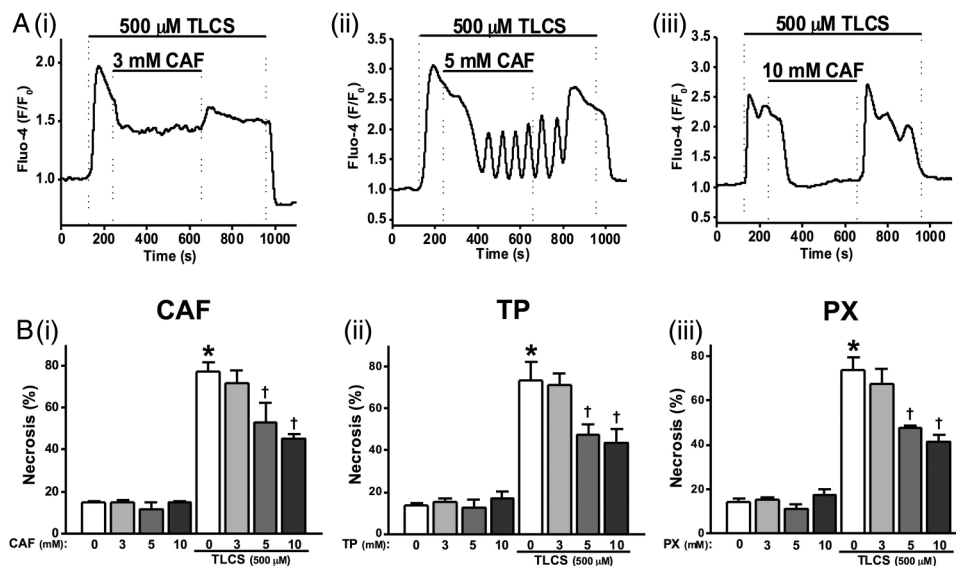 A (i)
500 µM TLCS
3 mM CAF
Fluo-4 (F/F0)
2.0
1.5
1.0
0 200 400 600 800 1000
Time (s)
(ii)
500 µM TLCS
5 mM CAF
Fluo-4 (F/F0)
3.5
3.0
2.5
2.0
1.5
1.0
0.5
0 200 400 600 800 1000
Time (s)
(iii)
500 µM TLCS
10 mM CAF
Fluo-4 (F/F0)
3.5
3.0
2.5
2.0
1.5
1.0
0.5
0 200 400 600 800 1000
Time (s)
B (i)
CAF
Necrosis (%)
80
60
40
20
0
*
†
†
CAF (mM): 0 3 5 10 0 3 5 10
TLCS (500 µM)
(ii)
TP
Necrosis (%)
80
60
40
20
0
*
†
†
TP (mM): 0 3 5 10 0 3 5 10
TLCS (500 µM)
(iii)
PX
Necrosis (%)
80
60
40
20
0
*
†
†
PX (mM): 0 3 5 10 0 3 5 10
TLCS (500 µM)